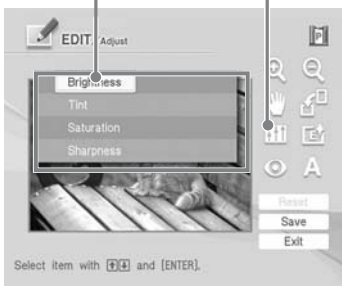 EDIT / Adjust
P
Brightness
Tint
Saturation
Sharpness
E
A
Reset
Save
Exit
Select item with and [ENTER].